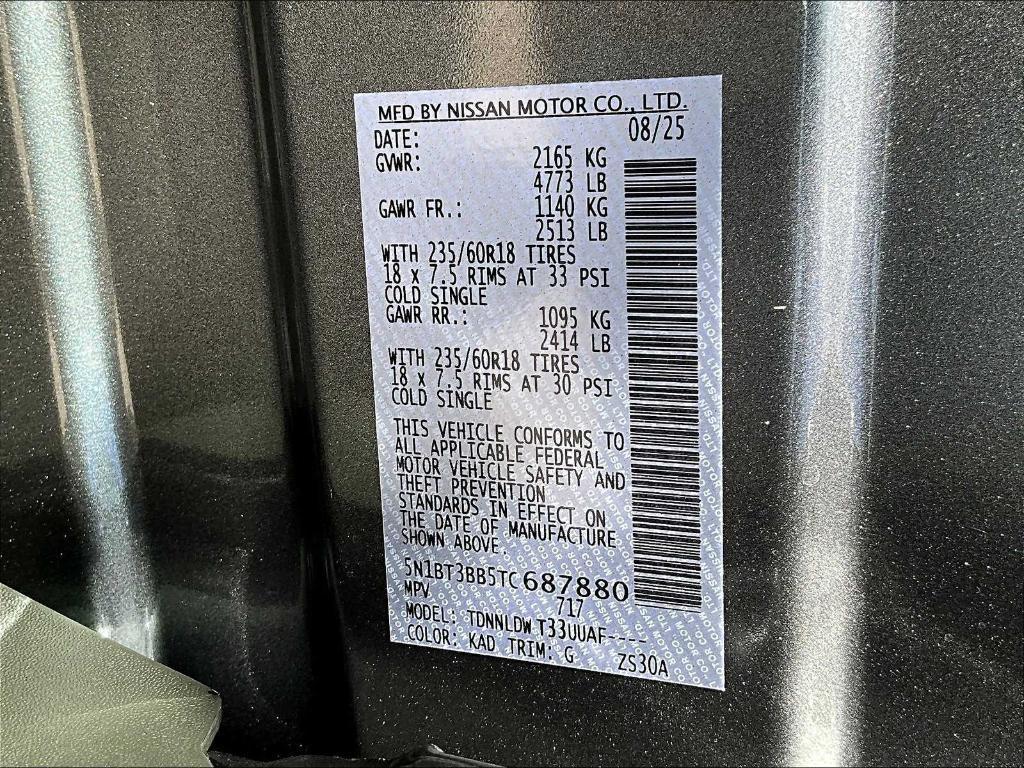 MFD BY NISSAN MOTOR CO., LTD.
DATE: 08/25
GVWR: 2165 KG
4773 LB
GAWR FR.: 1140 KG
2513 LB
WITH 235/60R18 TIRES
18 x 7.5 RIMS AT 33 PSI
COLD SINGLE
GAWR RR.: 1095 KG
2414 LB
WITH 235/60R18 TIRES
18 x 7.5 RIMS AT 30 PSI
COLD SINGLE
THIS VEHICLE CONFORMS TO
ALL APPLICABLE FEDERAL
MOTOR VEHICLE SAFETY AND
THEFT PREVENTION
STANDARDS IN EFFECT ON
THE DATE OF MANUFACTURE
SHOWN ABOVE.
5N1BT3BB5TC687880
MPV 717
MODEL: TDNNLDW T33UUAF----
COLOR: KAD TRIM: G ZS30A